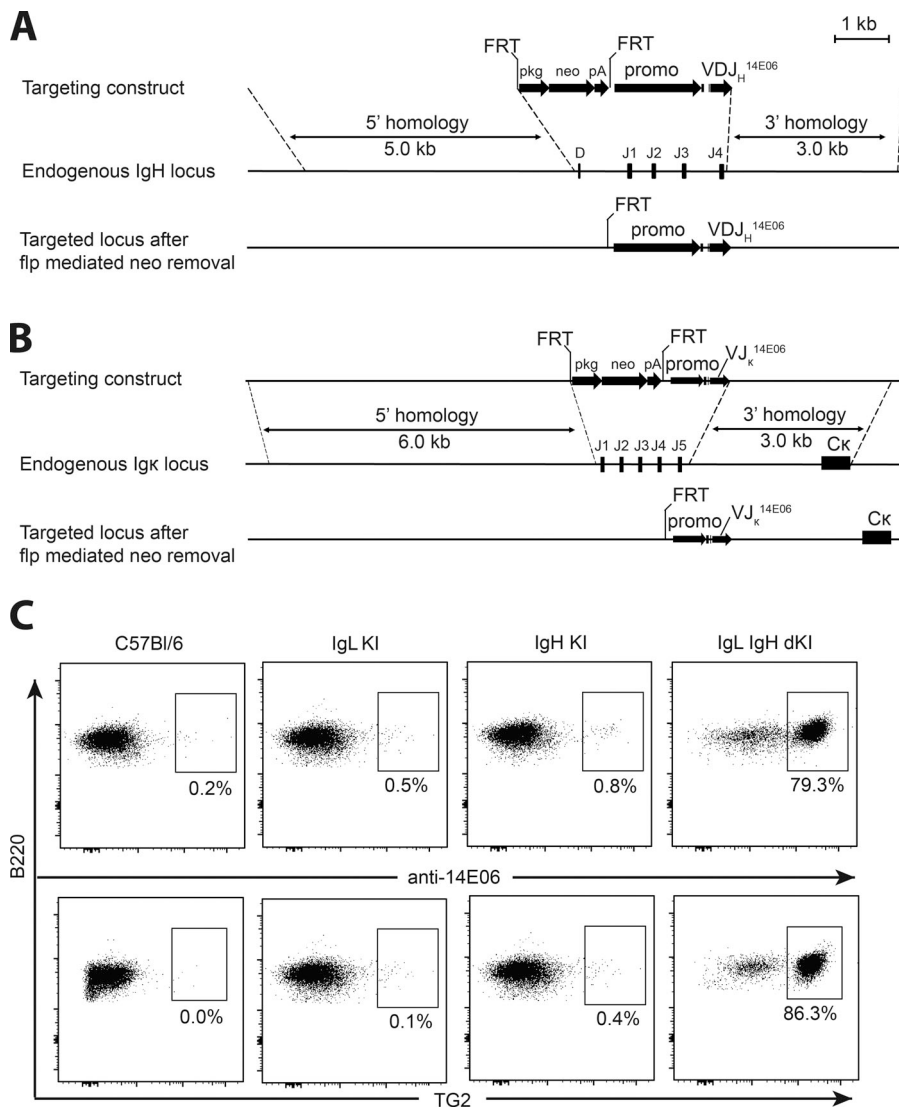 A
1 kb
FRT
FRT
pkg neo pA promo VDJH14E06
Targeting construct
5’ homology
3’ homology
5.0 kb
3.0 kb
D J1 J2 J3 J4
Endogenous IgH locus
FRT
promo VDJH14E06
Targeted locus after
flp mediated neo removal
B
FRT
FRT
VJκ14E06
pkg neo pA promo
Targeting construct
5’ homology
3’ homology
6.0 kb
3.0 kb
J1 J2 J3 J4 J5 Cκ
Endogenous Igκ locus
FRT
VJκ14E06
promo
Cκ
Targeted locus after
flp mediated neo removal
C
C57Bl/6 IgL KI IgH KI IgL IgH dKI
0.2% 0.5% 0.8% 79.3%
B220
anti-14E06
0.0% 0.1% 0.4% 86.3%
TG2